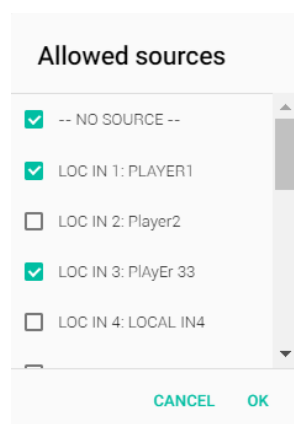 Allowed sources
-- NO SOURCE --
LOC IN 1: PLAYER1
LOC IN 2: Player2
LOC IN 3: PlAyEr 33
LOC IN 4: LOCAL IN4
CANCEL OK